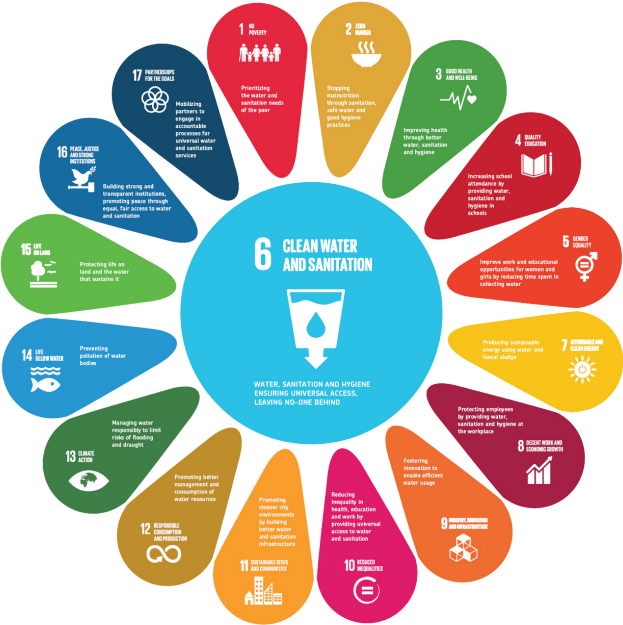 6 CLEAN WATER
AND SANITATION
WATER, SANITATION AND HYGIENE
ENSURING UNIVERSAL ACCESS,
LEAVING NO-ONE BEHIND
1 NO
POVERTY
Prioritizing
the water and
sanitation needs
of the poor
2 ZERO
HUNGER
Stopping
malnutrition
through sanitation,
safe water and
good hygiene
practices
3 GOOD HEALTH
AND WELL-BEING
Improving health
through better
water, sanitation
and hygiene
4 QUALITY
EDUCATION
Increasing school
attendance by
providing water,
sanitation and
hygiene in
schools
5 GENDER
EQUALITY
Improve work and educational
opportunities for women and
girls by reducing time spent in
collecting water
7 AFFORDABLE AND
CLEAN ENERGY
Producing sustainable
energy using water and
faecal sludge
8 DECENT WORK AND
ECONOMIC GROWTH
Protecting employees
by providing water,
sanitation and hygiene at
the workplace
9 INDUSTRY, INNOVATION
AND INFRASTRUCTURE
Fostering
innovation to
enable efficient
water usage
10 REDUCED
INEQUALITIES
Reducing
inequality in
health, education
and work by
providing universal
access to water
and sanitation
11 SUSTAINABLE CITIES
AND COMMUNITIES
Promoting
cleaner city
environments
by building
better water
and sanitation
infrastructure
12 RESPONSIBLE
CONSUMPTION
AND PRODUCTION
Promoting better
management and
consumption of
water resources
13 CLIMATE
ACTION
Managing water
responsibly to limit
risks of flooding
and draught
14 LIFE
BELOW WATER
Preventing
pollution of water
bodies
15 LIFE
ON LAND
Protecting life on
land and the water
that sustains it
16 PEACE, JUSTICE
AND STRONG
INSTITUTIONS
Building strong and
transparent institutions,
promoting peace through
equal, fair access to water
and sanitation
17 PARTNERSHIPS
FOR THE GOALS
Mobilizing
partners to
engage in
accountable
processes for
universal water
and sanitation
services